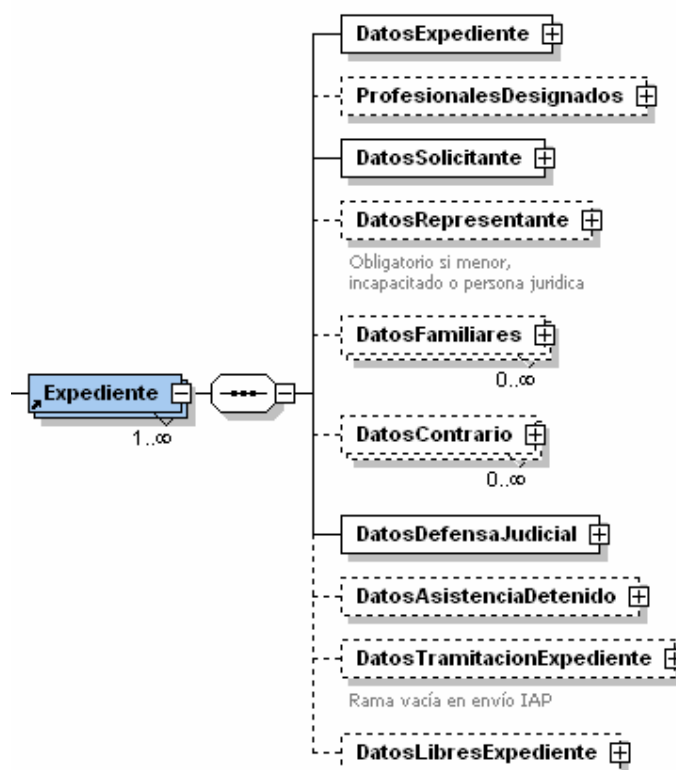 DatosExpediente
ProfesionalesDesignados
DatosSolicitante
DatosRepresentante
Obligatorio si menor,
incapacitado o persona juridica
DatosFamiliares
0..∞
Expediente
1..∞
DatosContrario
0..∞
DatosDefensaJudicial
DatosAsistenciaDetenido
DatosTramitacionExpediente
Rama vacía en envío IAP
DatosLibresExpediente